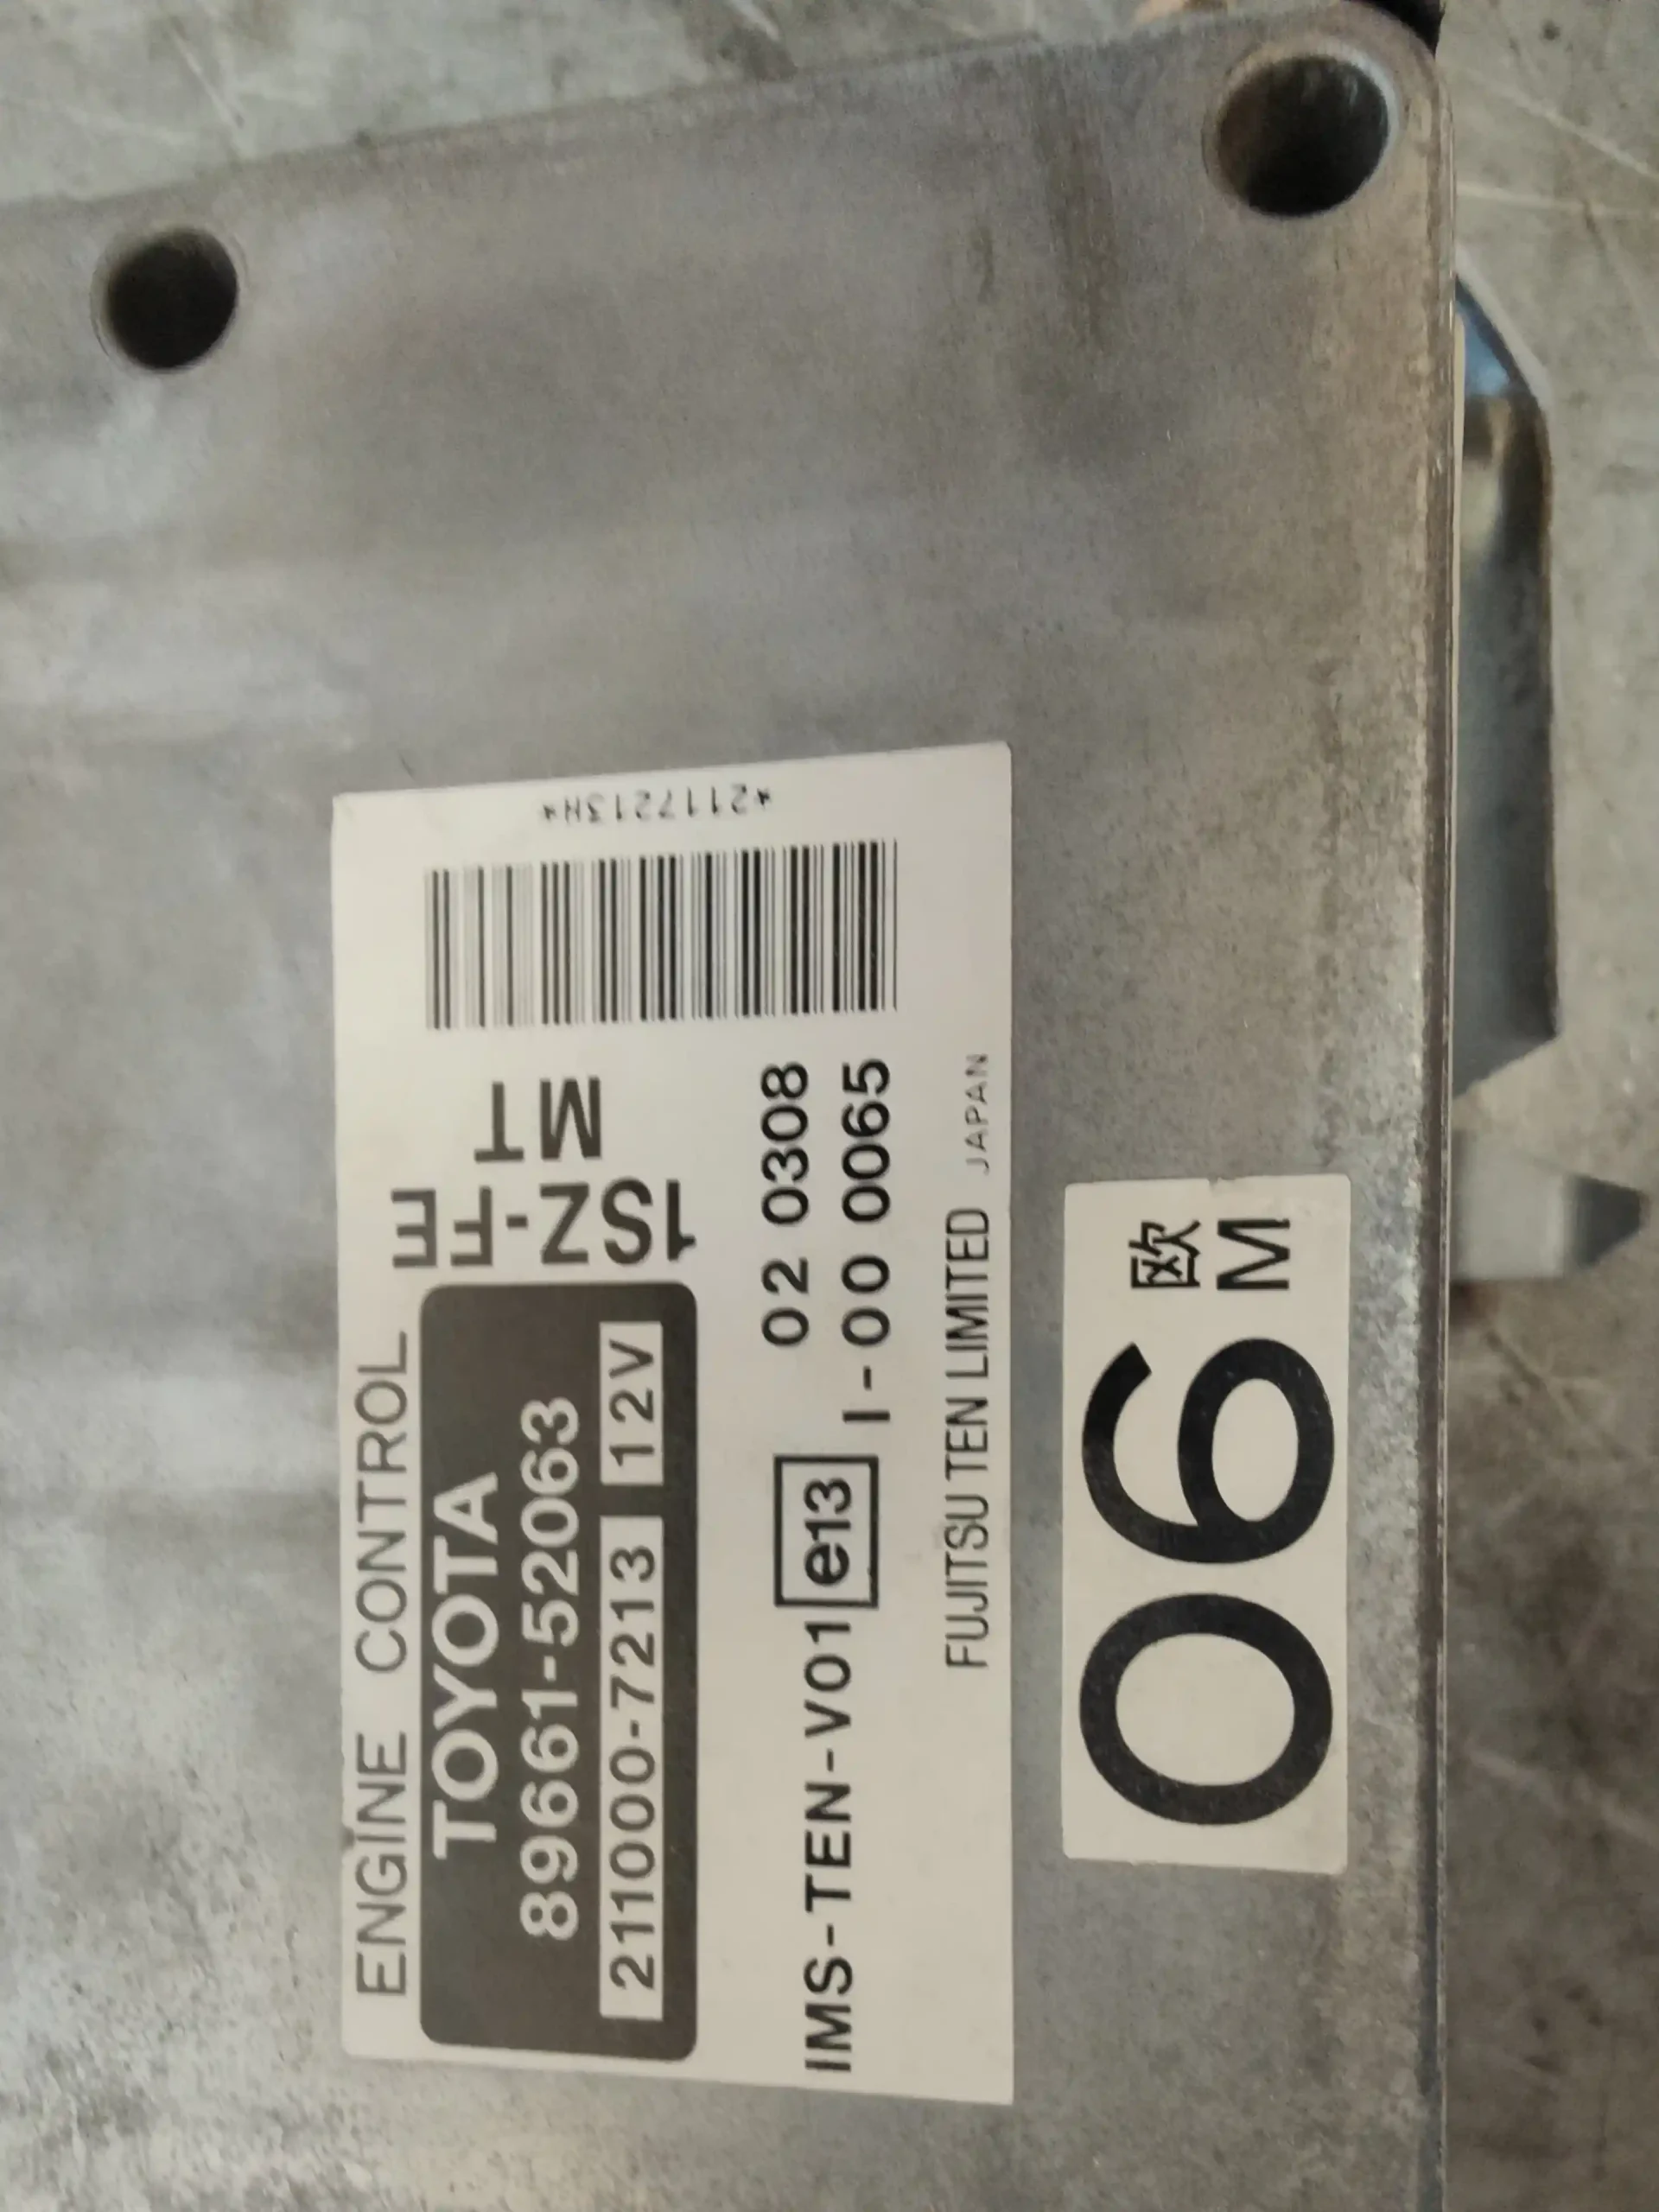 ENGINE CONTROL
TOYOTA
89661-52063
211000-7213 12V
1SZ-FE
MT
*2117213H*
IMS-TEN-V01 e13 02 0308
I-00 0065
FUJITSU TEN LIMITED JAPAN
06 欧
M